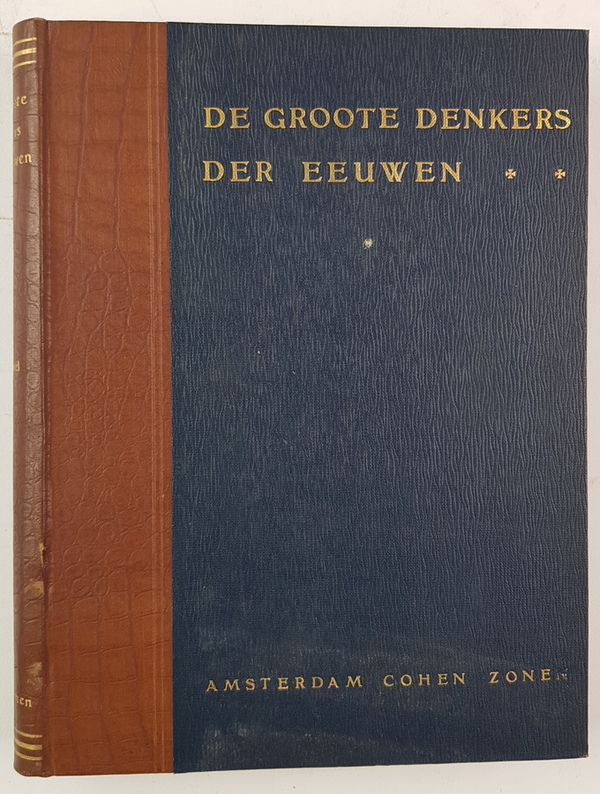 DE GROOTE DENKERS
DER EEUWEN
AMSTERDAM COHEN ZONEN